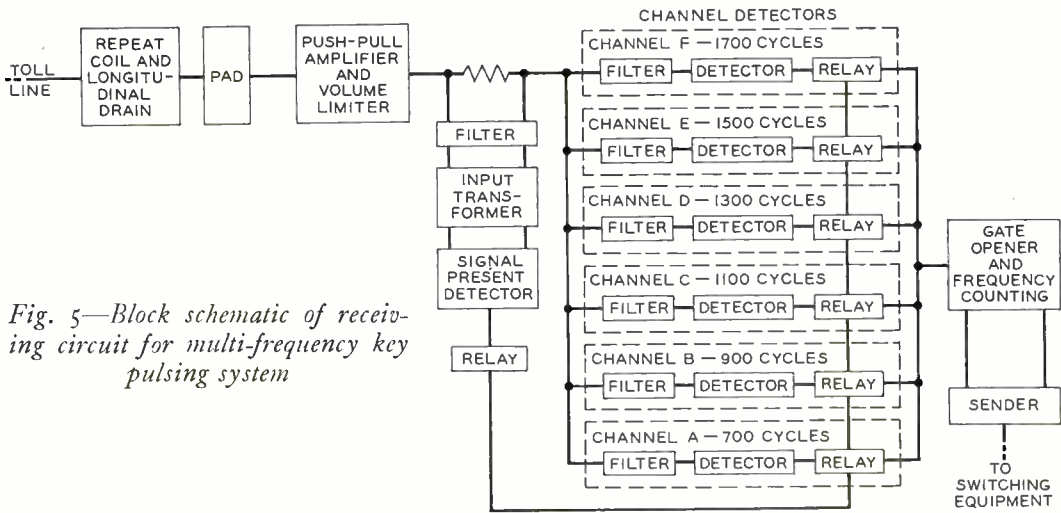 TOLL
LINE
REPEAT
COIL AND
LONGITU-
DINAL
DRAIN
PAD
PUSH-PULL
AMPLIFIER
AND
VOLUME
LIMITER
FILTER
INPUT
TRANS-
FORMER
SIGNAL
PRESENT
DETECTOR
RELAY
CHANNEL DETECTORS
CHANNEL F — 1700 CYCLES
FILTER DETECTOR RELAY
CHANNEL E — 1500 CYCLES
FILTER DETECTOR RELAY
CHANNEL D — 1300 CYCLES
FILTER DETECTOR RELAY
CHANNEL C — 1100 CYCLES
FILTER DETECTOR RELAY
CHANNEL B — 900 CYCLES
FILTER DETECTOR RELAY
CHANNEL A — 700 CYCLES
FILTER DETECTOR RELAY
GATE
OPENER
AND
FREQUENCY
COUNTING
SENDER
TO
SWITCHING
EQUIPMENT
Fig. 5—Block schematic of receiv-
ing circuit for multi-frequency key
pulsing system